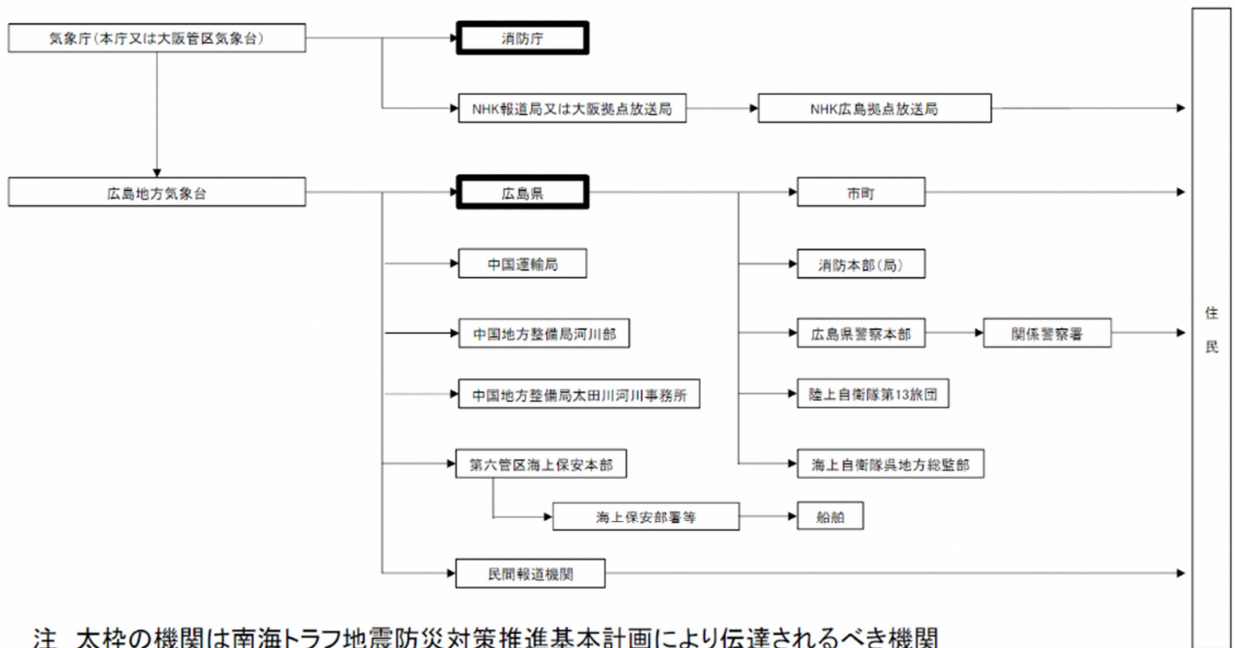 気象庁(本庁又は大阪管区気象台)
消防庁
NHK報道局又は大阪拠点放送局
NHK広島拠点放送局
広島地方気象台
広島県
市町
中国運輸局
消防本部(局)
中国地方整備局河川部
広島県警察本部
関係警察署
中国地方整備局太田川河川事務所
陸上自衛隊第13旅団
第六管区海上保安本部
海上自衛隊呉地方総監部
海上保安部署等
船舶
民間報道機関
住民
注 太枠の機関は南海トラフ地震防災対策推進基本計画により伝達されるべき機関